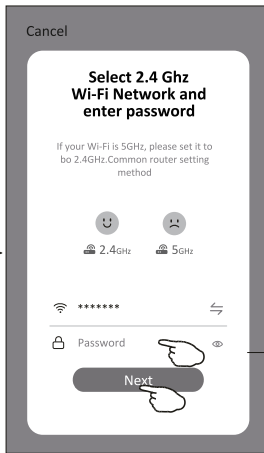 Cancel
Select 2.4 Ghz
Wi-Fi Network and
enter password
If your Wi-Fi is 5GHz, please set it to
bo 2.4GHz.Common router setting
method
2.4GHz 5GHz
*******
Password
Next